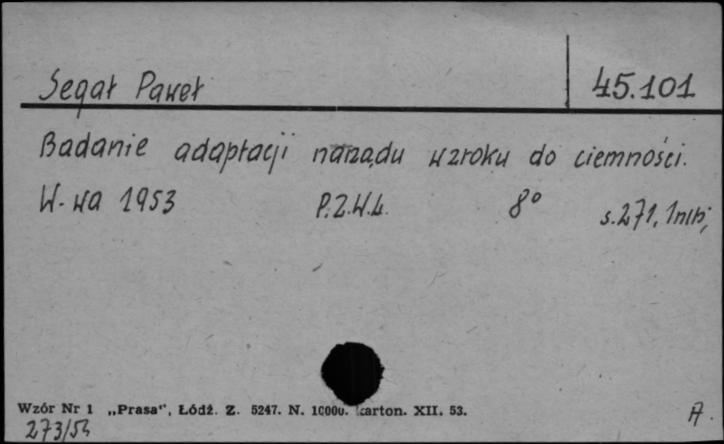 Segał Paweł 45.101
Badanie adaptacji narządu wzroku do ciemności.
W-wa 1953 P.Z.W.L. 8° s.271, 1nlb;
Wzór Nr 1 „Prasa", Łódź. Z. 5247. N. 10000. karton. XII. 53.
273/54 A.